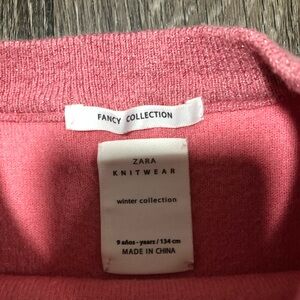 FANCY COLLECTION
ZARA
KNITWEAR
winter collection
9 años - years / 134 cm
MADE IN CHINA